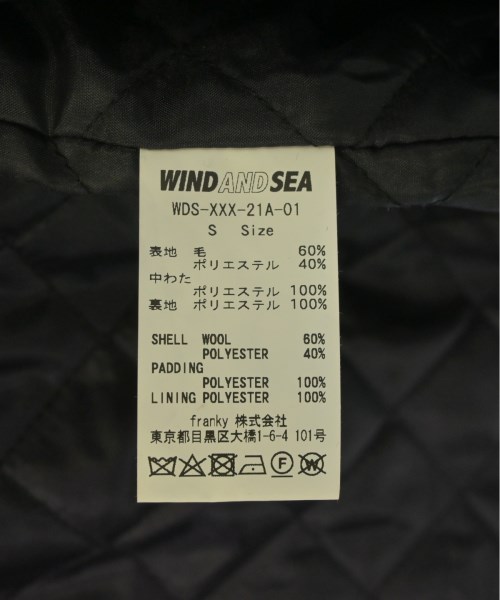 WIND AND SEA
WDS-XXX-21A-01
S Size
表地 毛 60%
ポリエステル 40%
中わた
ポリエステル 100%
裏地 ポリエステル 100%
SHELL WOOL 60%
POLYESTER 40%
PADDING
POLYESTER 100%
LINING POLYESTER 100%
franky 株式会社
東京都目黒区大橋1-6-4 101号
F W